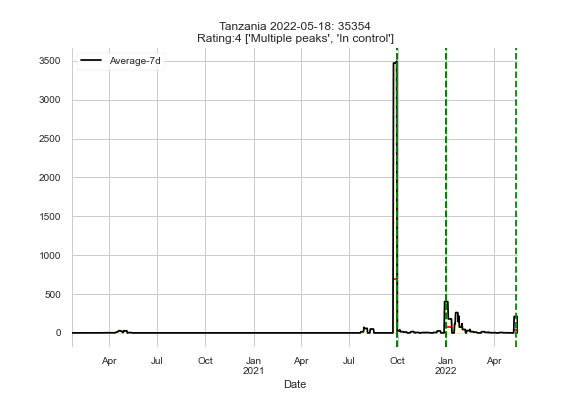 Tanzania 2022-05-18: 35354
Rating:4 ['Multiple peaks', 'In control']
Average-7d
3500
3000
2500
2000
1500
1000
500
0
Apr Jul Oct Jan Apr Jul Oct Jan Apr
2021 2022
Date